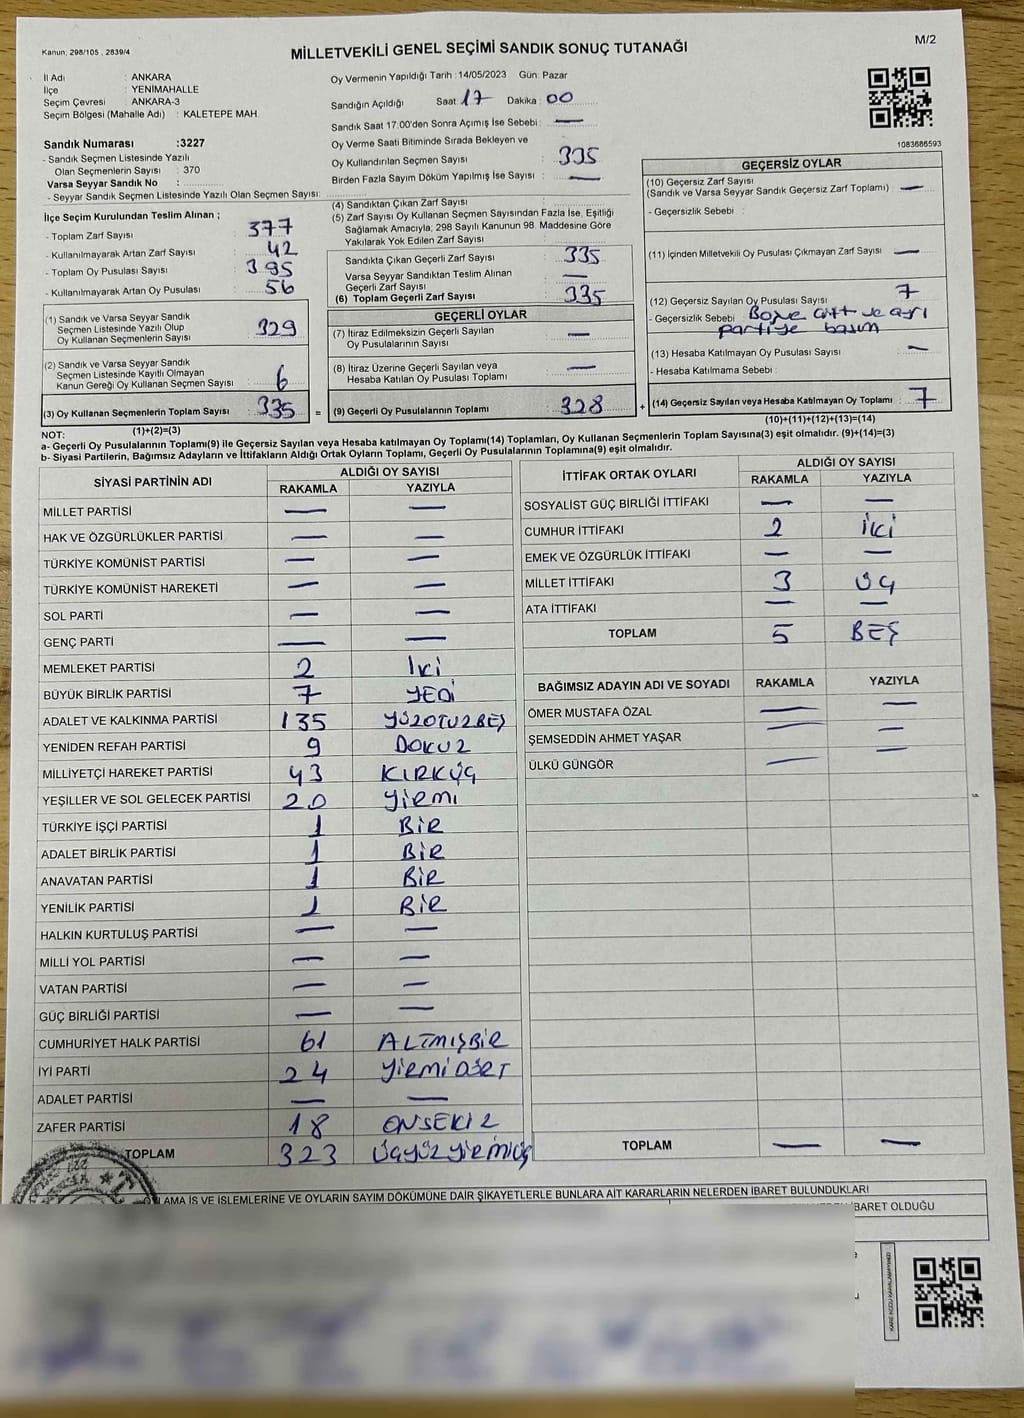 Kanun; 298/105 , 2839/4
MİLLETVEKİLİ GENEL SEÇİMİ SANDIK SONUÇ TUTANAĞI
M/2
İl Adı : ANKARA
İlçe : YENİMAHALLE
Seçim Çevresi : ANKARA-3
Seçim Bölgesi (Mahalle Adı) : KALETEPE MAH.
Sandık Numarası :3227
- Sandık Seçmen Listesinde Yazılı
Olan Seçmenlerin Sayısı : 370
Varsa Seyyar Sandık No :
- Seyyar Sandık Seçmen Listesinde Yazılı Olan Seçmen Sayısı:
Oy Vermenin Yapıldığı Tarih : 14/05/2023 Gün: Pazar
Sandığın Açıldığı Saat: 17 Dakika : 00
Sandık Saat 17.00'den Sonra Açımış İse Sebebi : —
Oy Verme Saati Bitiminde Sırada Bekleyen ve
Oy Kullandırılan Seçmen Sayısı : 335
Birden Fazla Sayım Döküm Yapılmış İse Sayısı : —
1083686593
İlçe Seçim Kurulundan Teslim Alınan ;
- Toplam Zarf Sayısı : 377
- Kullanılmayarak Artan Zarf Sayısı : 42
- Toplam Oy Pusulası Sayısı : 395
- Kullanılmayarak Artan Oy Pusulası : 56
(1) Sandık ve Varsa Seyyar Sandık
Seçmen Listesinde Yazılı Olup
Oy Kullanan Seçmenlerin Sayısı : 329
(2) Sandık ve Varsa Seyyar Sandık
Seçmen Listesinde Kayıtlı Olmayan
Kanun Gereği Oy Kullanan Seçmen Sayısı : 6
(3) Oy Kullanan Seçmenlerin Toplam Sayısı : 335 =
(1)+(2)=(3)
(4) Sandıktan Çıkan Zarf Sayısı :
(5) Zarf Sayısı Oy Kullanan Seçmen Sayısından Fazla İse, Eşitliği
Sağlamak Amacıyla; 298 Sayılı Kanunun 98. Maddesine Göre
Yakılarak Yok Edilen Zarf Sayısı :
Sandıkta Çıkan Geçerli Zarf Sayısı : 335
Varsa Seyyar Sandıktan Teslim Alınan
Geçerli Zarf Sayısı : —
(6) Toplam Geçerli Zarf Sayısı : 335
GEÇERLİ OYLAR
(7) İtiraz Edilmeksizin Geçerli Sayılan
Oy Pusulalarının Sayısı : —
(8) İtiraz Üzerine Geçerli Sayılan veya
Hesaba Katılan Oy Pusulası Toplamı : —
(9) Geçerli Oy Pusulalarının Toplamı : 328 +
GEÇERSİZ OYLAR
(10) Geçersiz Zarf Sayısı
(Sandık ve Varsa Seyyar Sandık Geçersiz Zarf Toplamı) : —
- Geçersizlik Sebebi :
(11) İçinden Milletvekili Oy Pusulası Çıkmayan Zarf Sayısı : —
(12) Geçersiz Sayılan Oy Pusulası Sayısı : 7
- Geçersizlik Sebebi : ve ayrı
partiye basım
(13) Hesaba Katılmayan Oy Pusulası Sayısı : —
- Hesaba Katılmama Sebebi :
(14) Geçersiz Sayılan veya Hesaba Katılmayan Oy Toplamı : 7
(10)+(11)+(12)+(13)=(14)
NOT:
a- Geçerli Oy Pusulalarının Toplamı(9) ile Geçersiz Sayılan veya Hesaba katılmayan Oy Toplamı(14) Toplamları, Oy Kullanan Seçmenlerin Toplam Sayısına(3) eşit olmalıdır. (9)+(14)=(3)
b- Siyasi Partilerin, Bağımsız Adayların ve İttifakların Aldığı Ortak Oyların Toplamı, Geçerli Oy Pusulalarının Toplamına(9) eşit olmalıdır.
SİYASİ PARTİNİN ADI ALDIĞI OY SAYISI
RAKAMLA YAZIYLA
MİLLET PARTİSİ — —
HAK VE ÖZGÜRLÜKLER PARTİSİ — —
TÜRKİYE KOMÜNİST PARTİSİ — —
TÜRKİYE KOMÜNİST HAREKETİ — —
SOL PARTİ — —
GENÇ PARTİ — —
MEMLEKET PARTİSİ 2 İki
BÜYÜK BİRLİK PARTİSİ 7 YEDİ
ADALET VE KALKINMA PARTİSİ 135 YÜZOTUZBEŞ
YENİDEN REFAH PARTİSİ 9 DOKUZ
MİLLİYETÇİ HAREKET PARTİSİ 43 KIRKÜÇ
YEŞİLLER VE SOL GELECEK PARTİSİ 20 yiRmi
TÜRKİYE İŞÇİ PARTİSİ 1 BİR
ADALET BİRLİK PARTİSİ 1 BİR
ANAVATAN PARTİSİ 1 BİR
YENİLİK PARTİSİ 1 BİR
HALKIN KURTULUŞ PARTİSİ — —
MİLLİ YOL PARTİSİ — —
VATAN PARTİSİ — —
GÜÇ BİRLİĞİ PARTİSİ — —
CUMHURİYET HALK PARTİSİ 61 ALTMIŞBİR
İYİ PARTİ 24 yiRmiDÖRT
ADALET PARTİSİ — —
ZAFER PARTİSİ 18 ONSEKİZ
TOPLAM 323 ÜçyüzyiRmiüç
İTTİFAK ORTAK OYLARI ALDIĞI OY SAYISI
RAKAMLA YAZIYLA
SOSYALİST GÜÇ BİRLİĞİ İTTİFAKI — —
CUMHUR İTTİFAKI 2 İki
EMEK VE ÖZGÜRLÜK İTTİFAKI — —
MİLLET İTTİFAKI 3 ÜÇ
ATA İTTİFAKI — —
TOPLAM 5 BEŞ
BAĞIMSIZ ADAYIN ADI VE SOYADI RAKAMLA YAZIYLA
ÖMER MUSTAFA ÖZAL — —
ŞEMSEDDİN AHMET YAŞAR — —
ÜLKÜ GÜNGÖR — —
TOPLAM — —
LAMA İŞ VE İŞLEMLERİNE VE OYLARIN SAYIM DÖKÜMÜNE DAİR ŞİKAYETLERLE BUNLARA AİT KARARLARIN NELERDEN İBARET BULUNDUKLARI
İBARET OLDUĞU